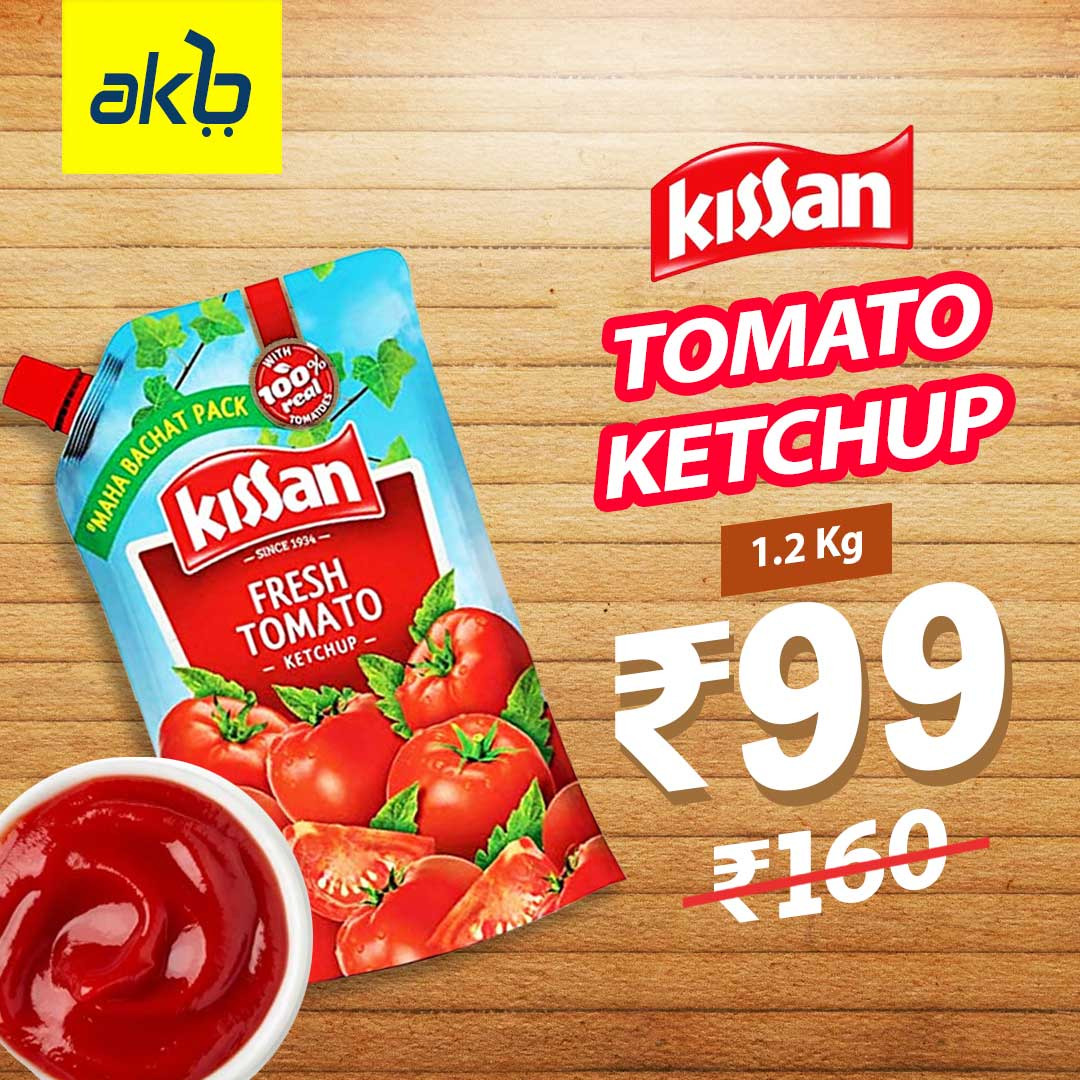 akb
Kissan
TOMATO
KETCHUP
1.2 Kg
₹99
₹160
WITH
100%
real
TOMATOES
*MAHA BACHAT PACK
Kissan
SINCE 1934
FRESH
TOMATO
KETCHUP